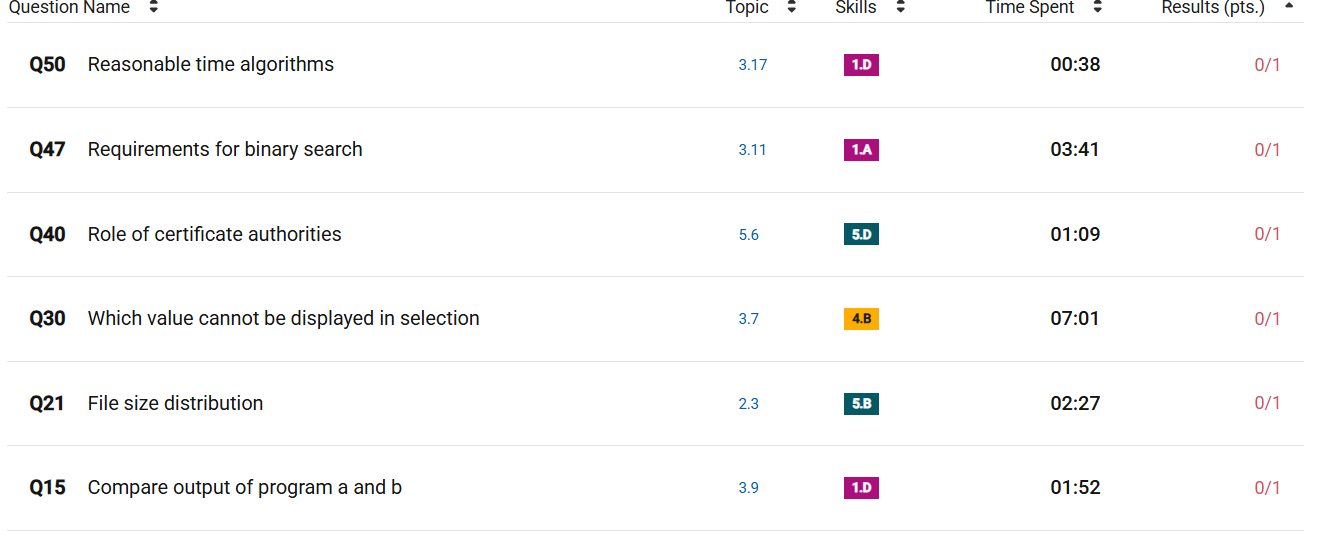 Question Name Topic Skills Time Spent Results (pts.)
Q50 Reasonable time algorithms 3.17 1.D 00:38 0/1
Q47 Requirements for binary search 3.11 1.A 03:41 0/1
Q40 Role of certificate authorities 5.6 5.D 01:09 0/1
Q30 Which value cannot be displayed in selection 3.7 4.B 07:01 0/1
Q21 File size distribution 2.3 5.B 02:27 0/1
Q15 Compare output of program a and b 3.9 1.D 01:52 0/1